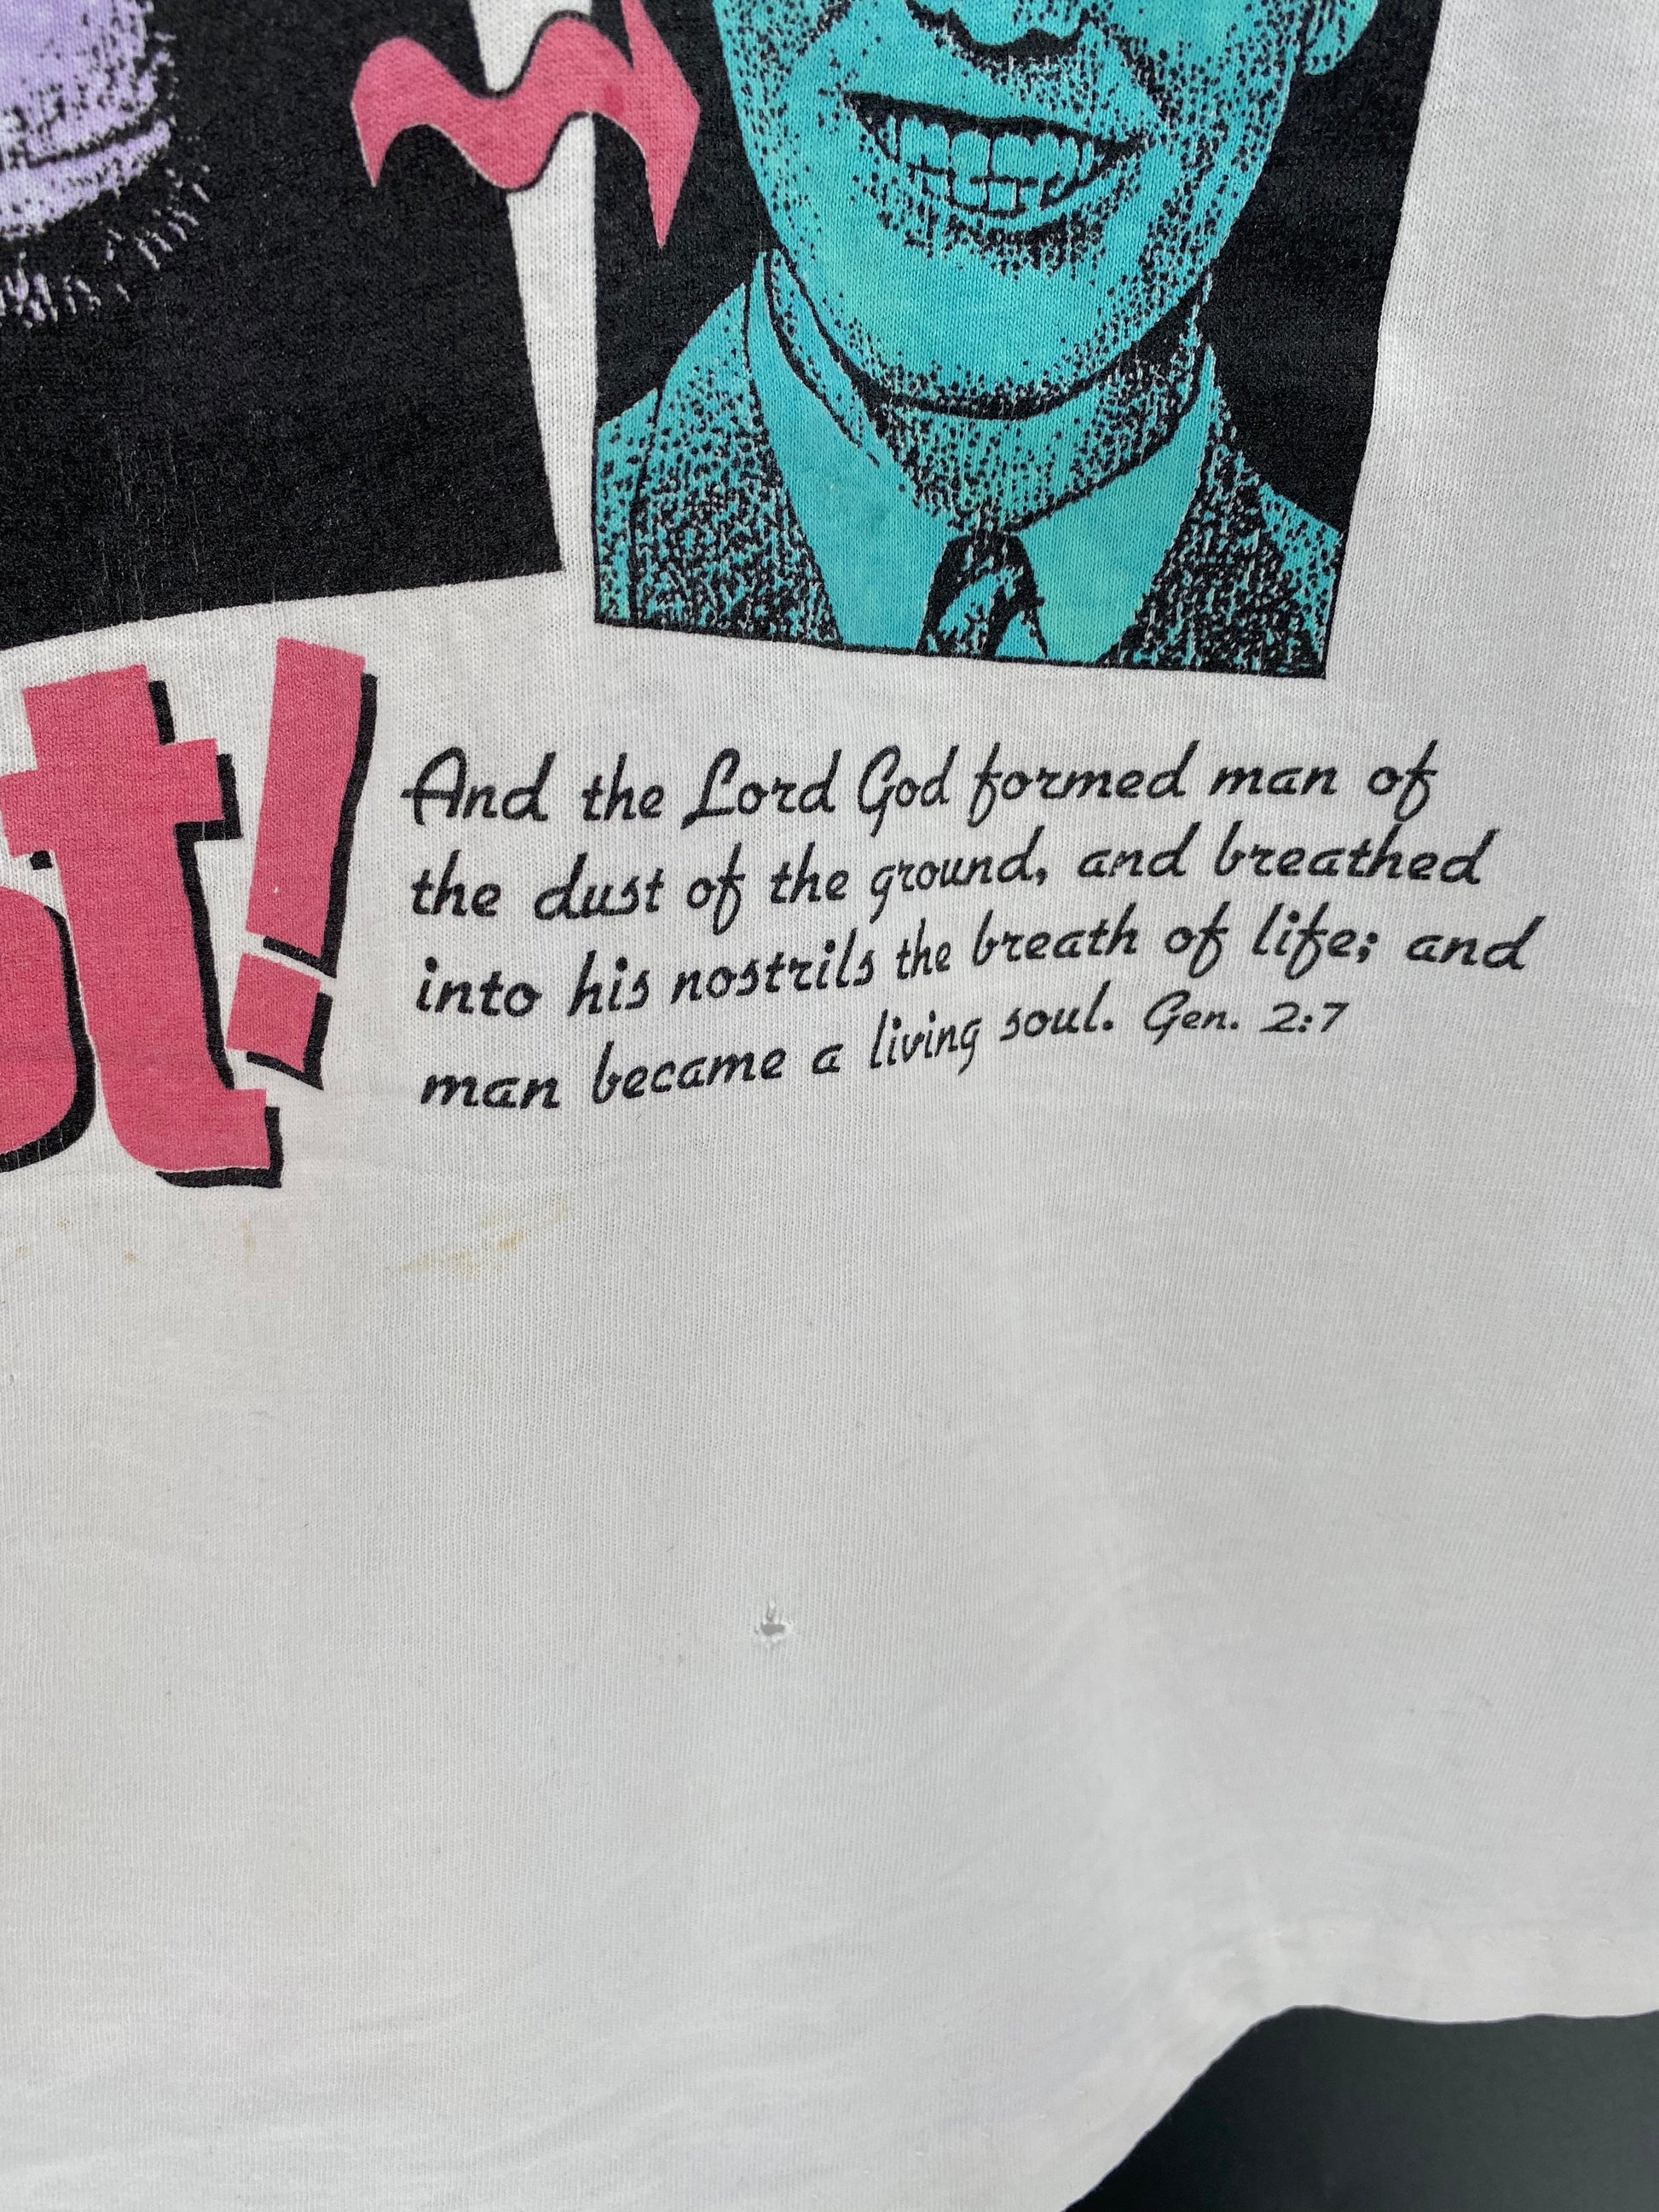 t!
And the Lord God formed man of
the dust of the ground, and breathed
into his nostrils the breath of life; and
man became a living soul. Gen. 2:7